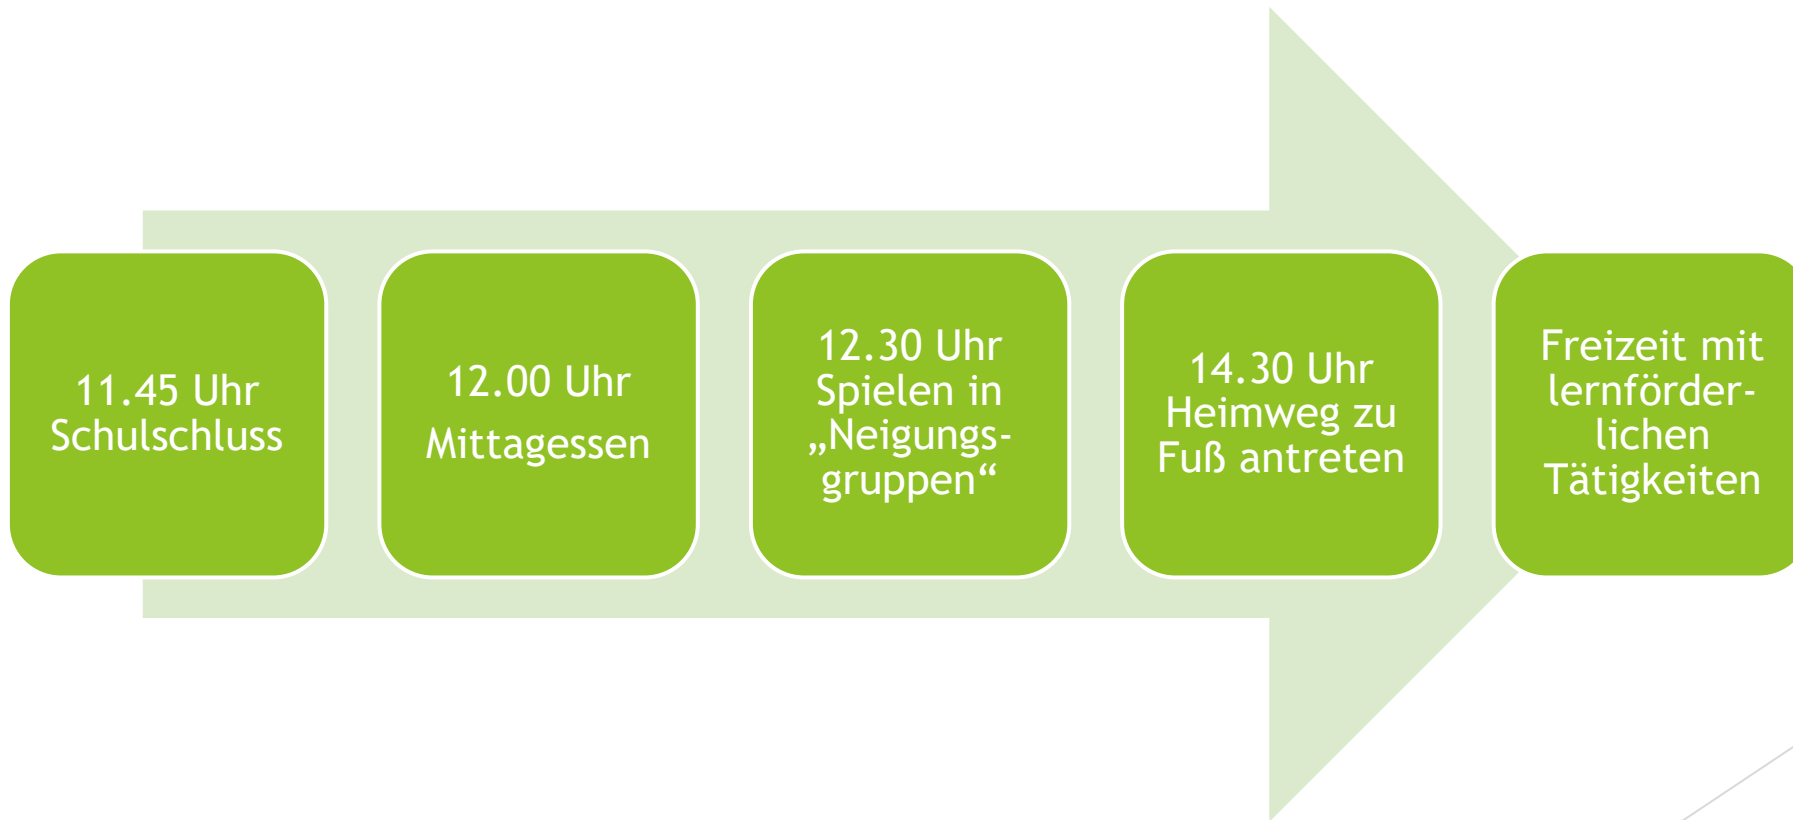 11.45 Uhr
Schulschluss
12.00 Uhr
Mittagessen
12.30 Uhr
Spielen in
„Neigungs-
gruppen“
14.30 Uhr
Heimweg zu
Fuß antreten
Freizeit mit
lernförder-
lichen
Tätigkeiten